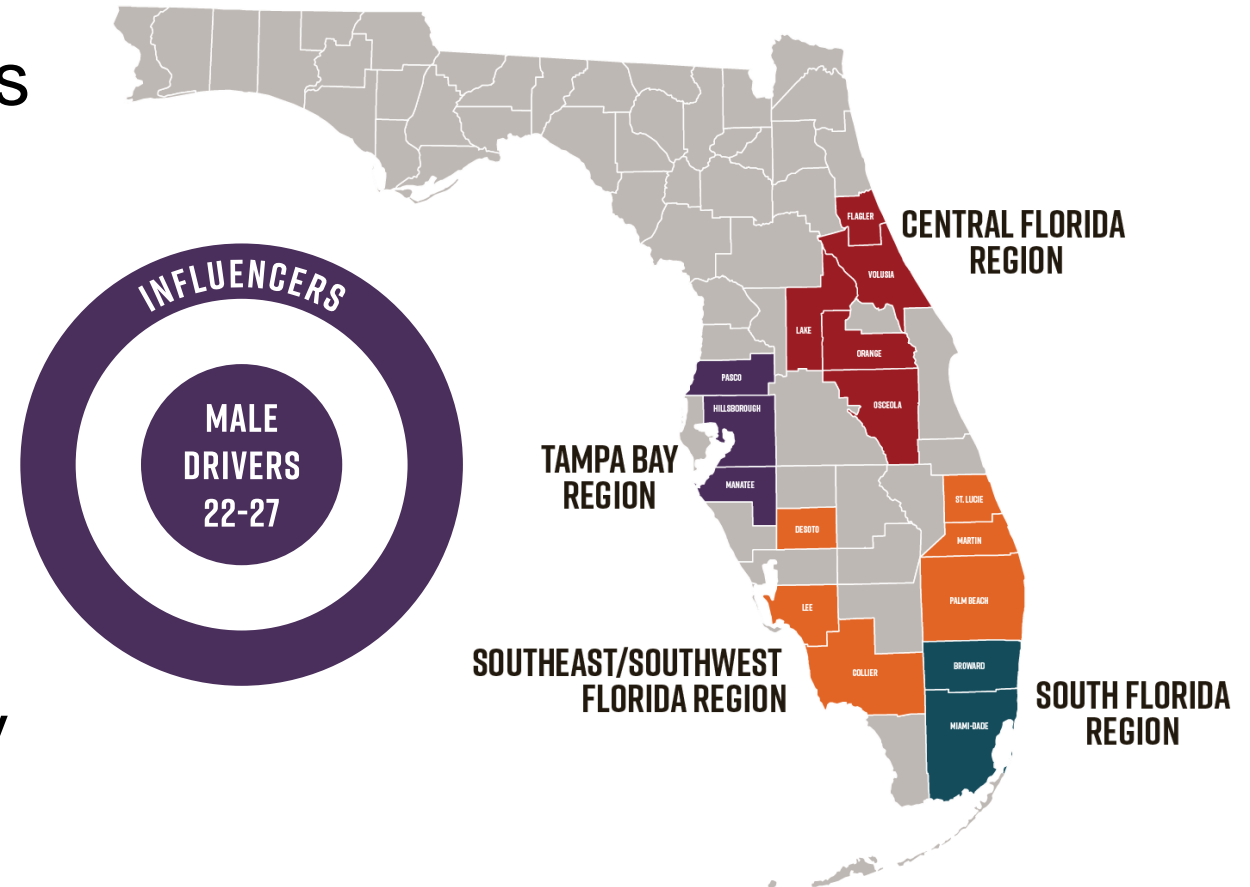 S
INFLUENCERS
MALE
DRIVERS
22-27
y
CENTRAL FLORIDA
REGION
FLAGLER
VOLUSIA
LAKE
ORANGE
OSCEOLA
TAMPA BAY
REGION
PASCO
HILLSBOROUGH
MANATEE
SOUTHEAST/SOUTHWEST
FLORIDA REGION
DESOTO
LEE
COLLIER
ST. LUCIE
MARTIN
PALM BEACH
SOUTH FLORIDA
REGION
BROWARD
MIAMI-DADE